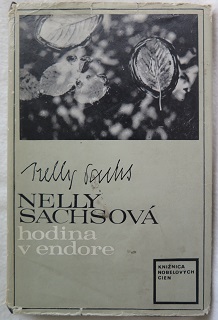 Nelly Sachs
NELLY
SACHSOVÁ
hodina
v endore
KNIŽNICA
NOBELOVÝCH
CIEN